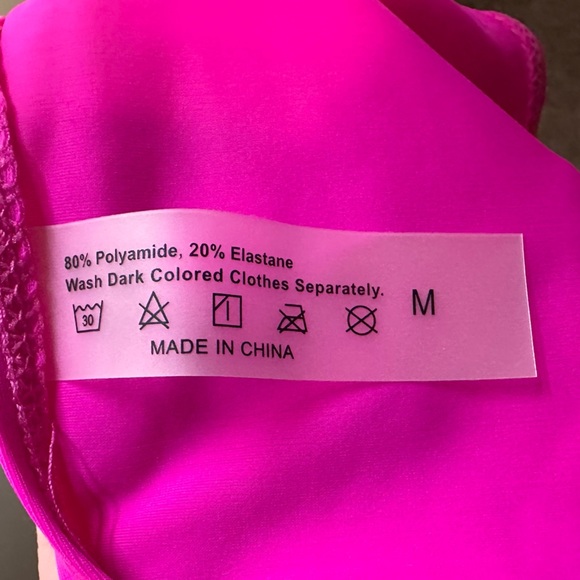 80% Polyamide, 20% Elastane
Wash Dark Colored Clothes Separately.
30
M
MADE IN CHINA